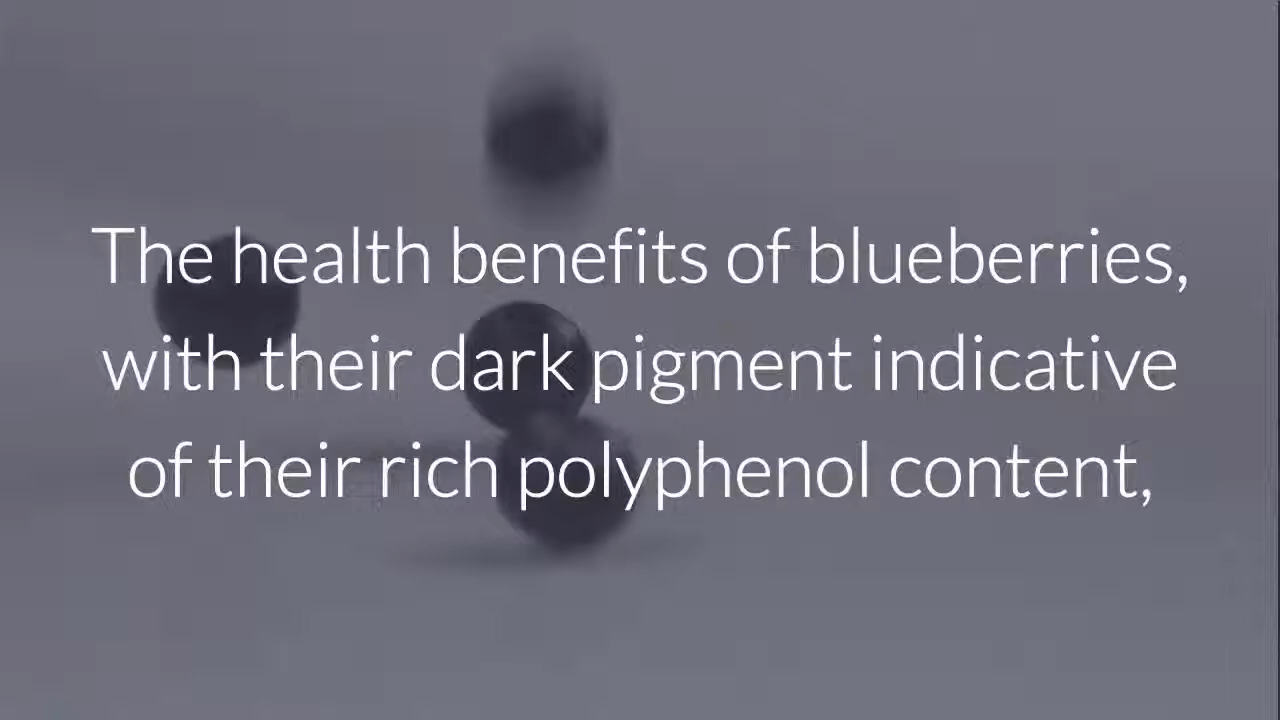 The health benefits of blueberries,
with their dark pigment indicative
of their rich polyphenol content,